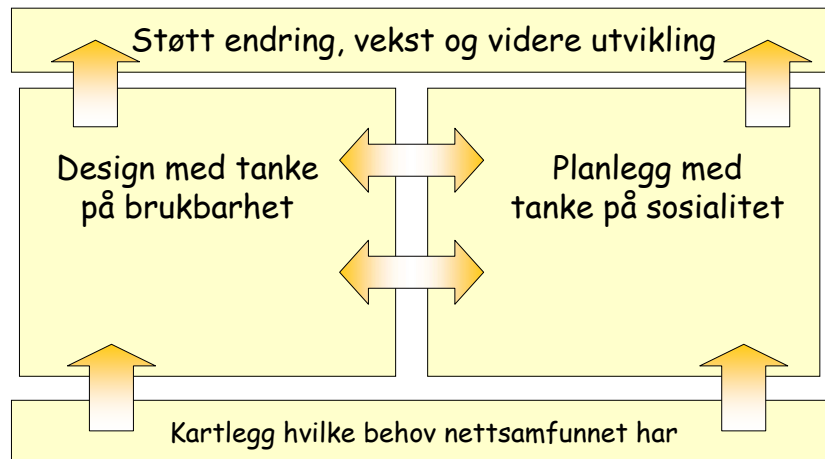 Støtt endring, vekst og videre utvikling
Design med tanke
på brukbarhet
Planlegg med
tanke på sosialitet
Kartlegg hvilke behov nettsamfunnet har